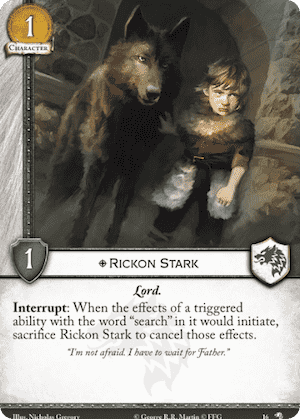 1
CHARACTER
1
RICKON STARK
Lord.
Interrupt: When the effects of a triggered
ability with the word “search” in it would initiate,
sacrifice Rickon Stark to cancel those effects.
"I'm not afraid. I have to wait for Father."
Illus. Nicholas Gregory © George R.R. Martin © FFG 16